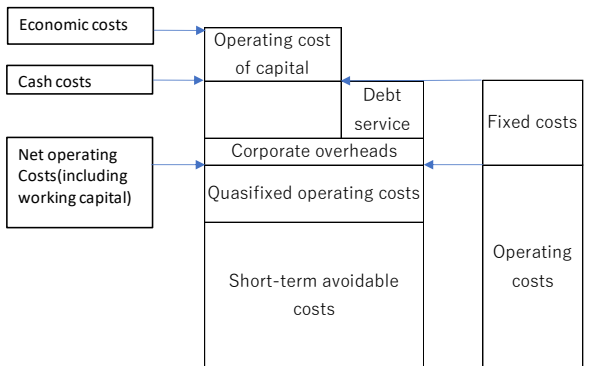 Economic costs
Operating cost
of capital
Cash costs
Debt
service
Fixed costs
Corporate overheads
Net operating
Costs(including
working capital)
Quasifixed operating costs
Operating
costs
Short-term avoidable
costs